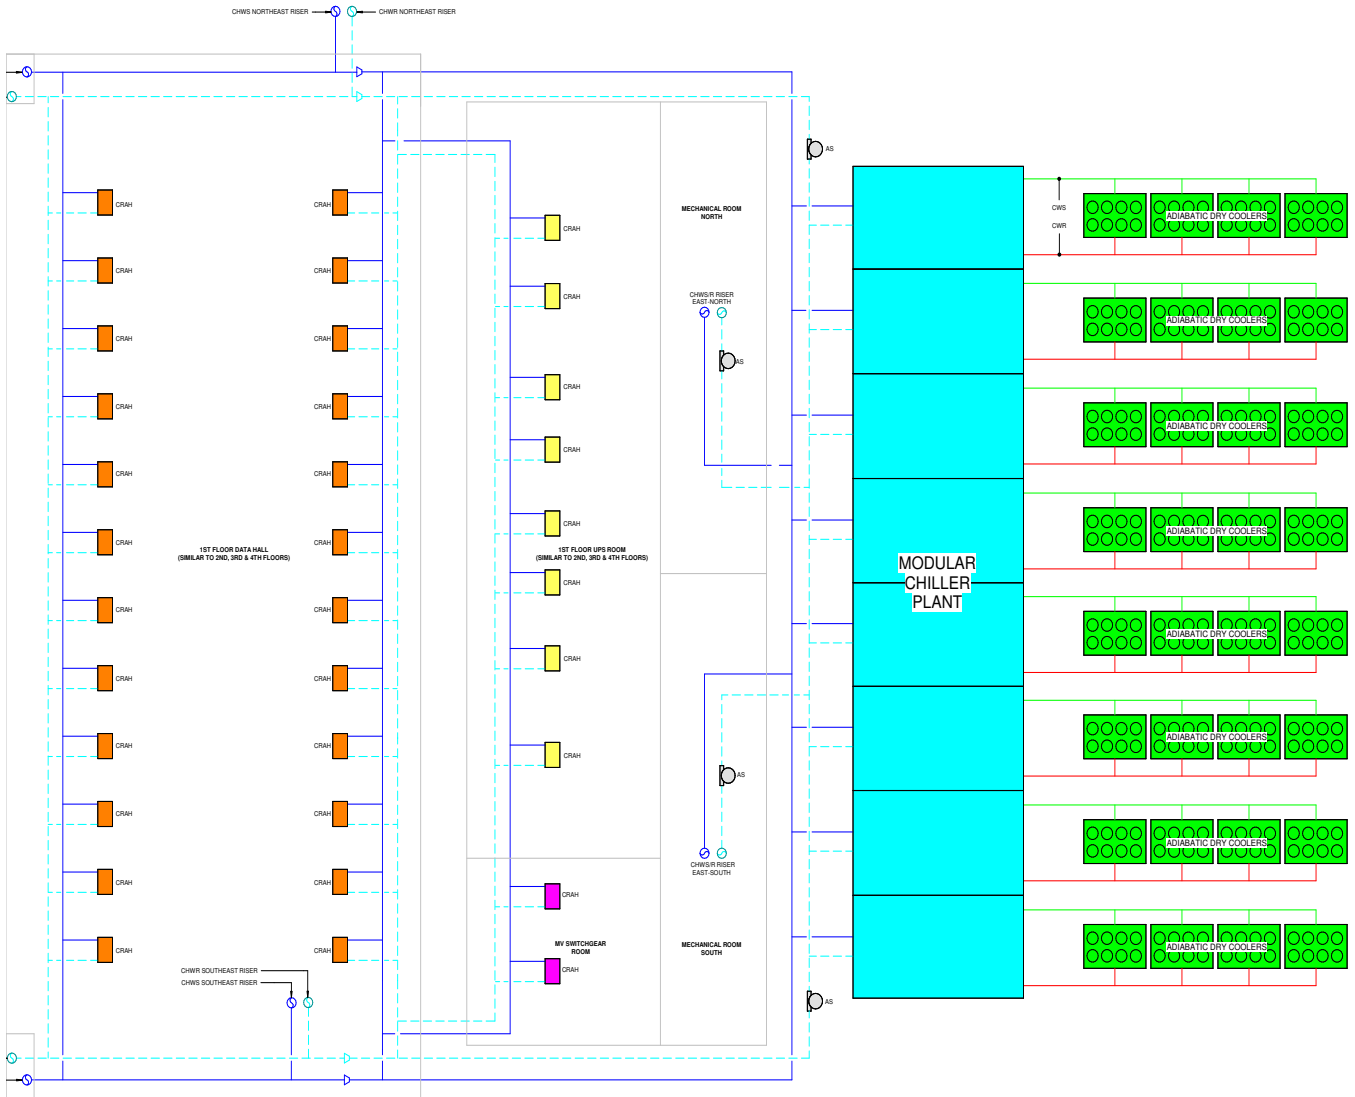 CHWS NORTHEAST RISER
CHWR NORTHEAST RISER
AS
CWS
CWR
ADIABATIC DRY COOLERS
MECHANICAL ROOM
NORTH
CRAH
CRAH
CRAH
CRAH
CRAH
CRAH
CHWS/R RISER
EAST-NORTH
ADIABATIC DRY COOLERS
CRAH
CRAH
AS
CRAH
CRAH
CRAH
ADIABATIC DRY COOLERS
CRAH
CRAH
CRAH
CRAH
ADIABATIC DRY COOLERS
CRAH
CRAH
1ST FLOOR DATA HALL
(SIMILAR TO 2ND, 3RD & 4TH FLOORS)
1ST FLOOR UPS ROOM
(SIMILAR TO 2ND, 3RD & 4TH FLOORS)
MODULAR
CHILLER
PLANT
CRAH
CRAH
CRAH
ADIABATIC DRY COOLERS
CRAH
CRAH
CRAH
ADIABATIC DRY COOLERS
CRAH
CRAH
CRAH
AS
CRAH
CRAH
ADIABATIC DRY COOLERS
CHWS/R RISER
EAST-SOUTH
CRAH
CRAH
CRAH
CRAH
CRAH
MV SWITCHGEAR
ROOM
MECHANICAL ROOM
SOUTH
ADIABATIC DRY COOLERS
CHWR SOUTHEAST RISER
CRAH
CHWS SOUTHEAST RISER
AS